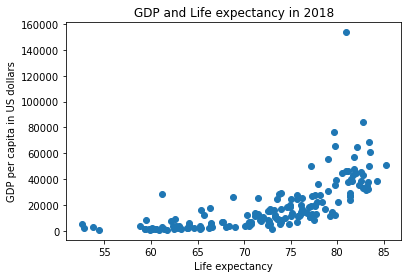 GDP and Life expectancy in 2018
GDP per capita in US dollars
160000
140000
120000
100000
80000
60000
40000
20000
0
55 60 65 70 75 80 85
Life expectancy